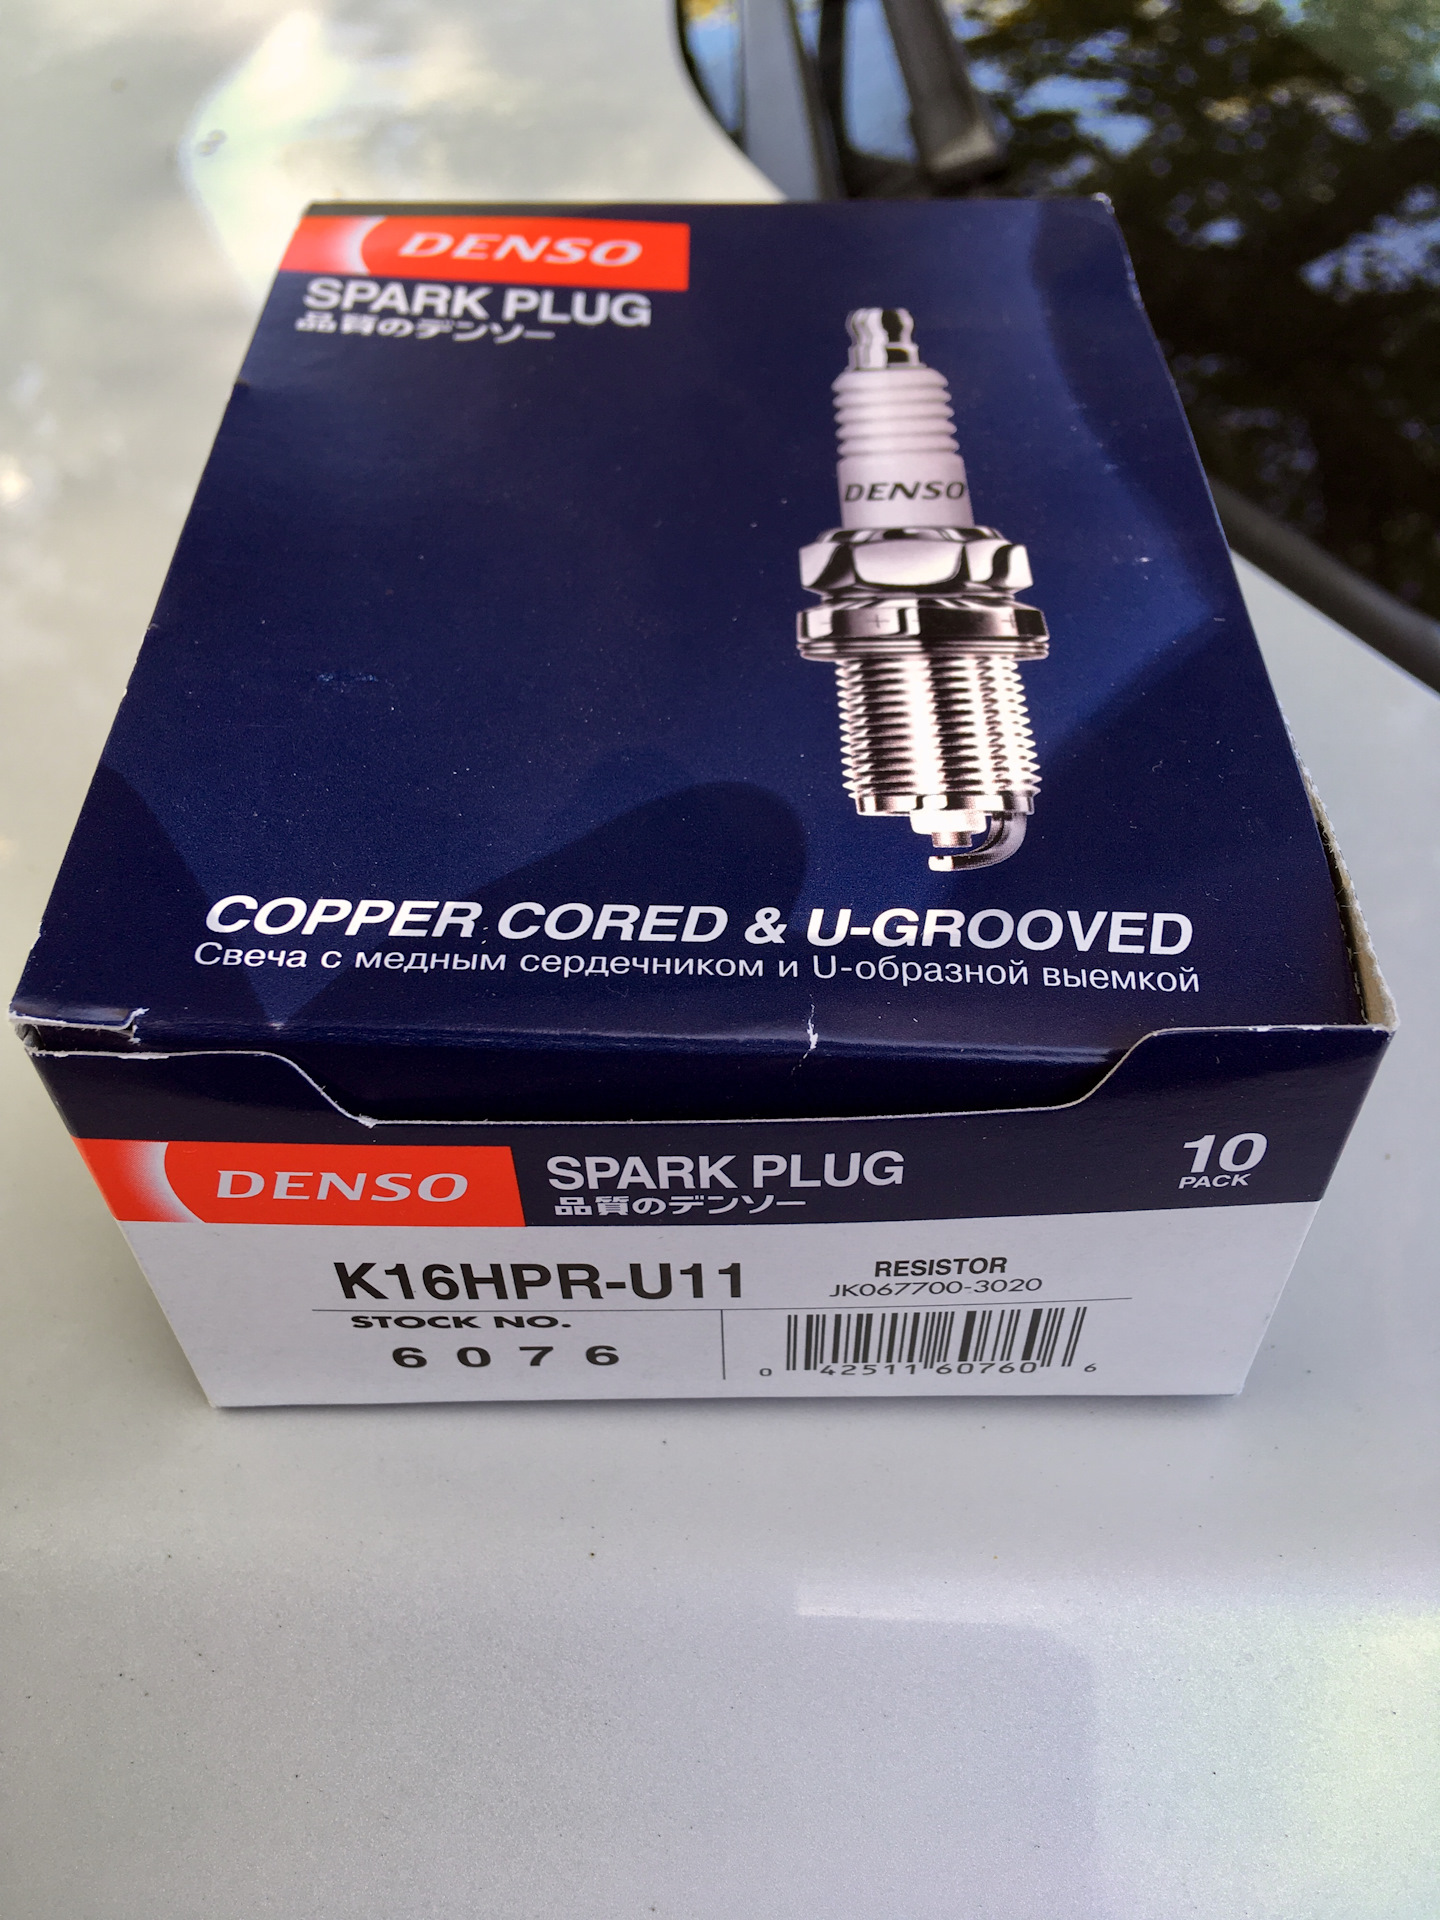 DENSO
SPARK PLUG
品質のデンソー
DENSO
COPPER CORED & U-GROOVED
Свеча с медным сердечником и U-образной выемкой
DENSO
SPARK PLUG
品質のデンソー
10
PACK
K16HPR-U11
RESISTOR
JK067700-3020
STOCK NO.
6076
0 42511 60760 6